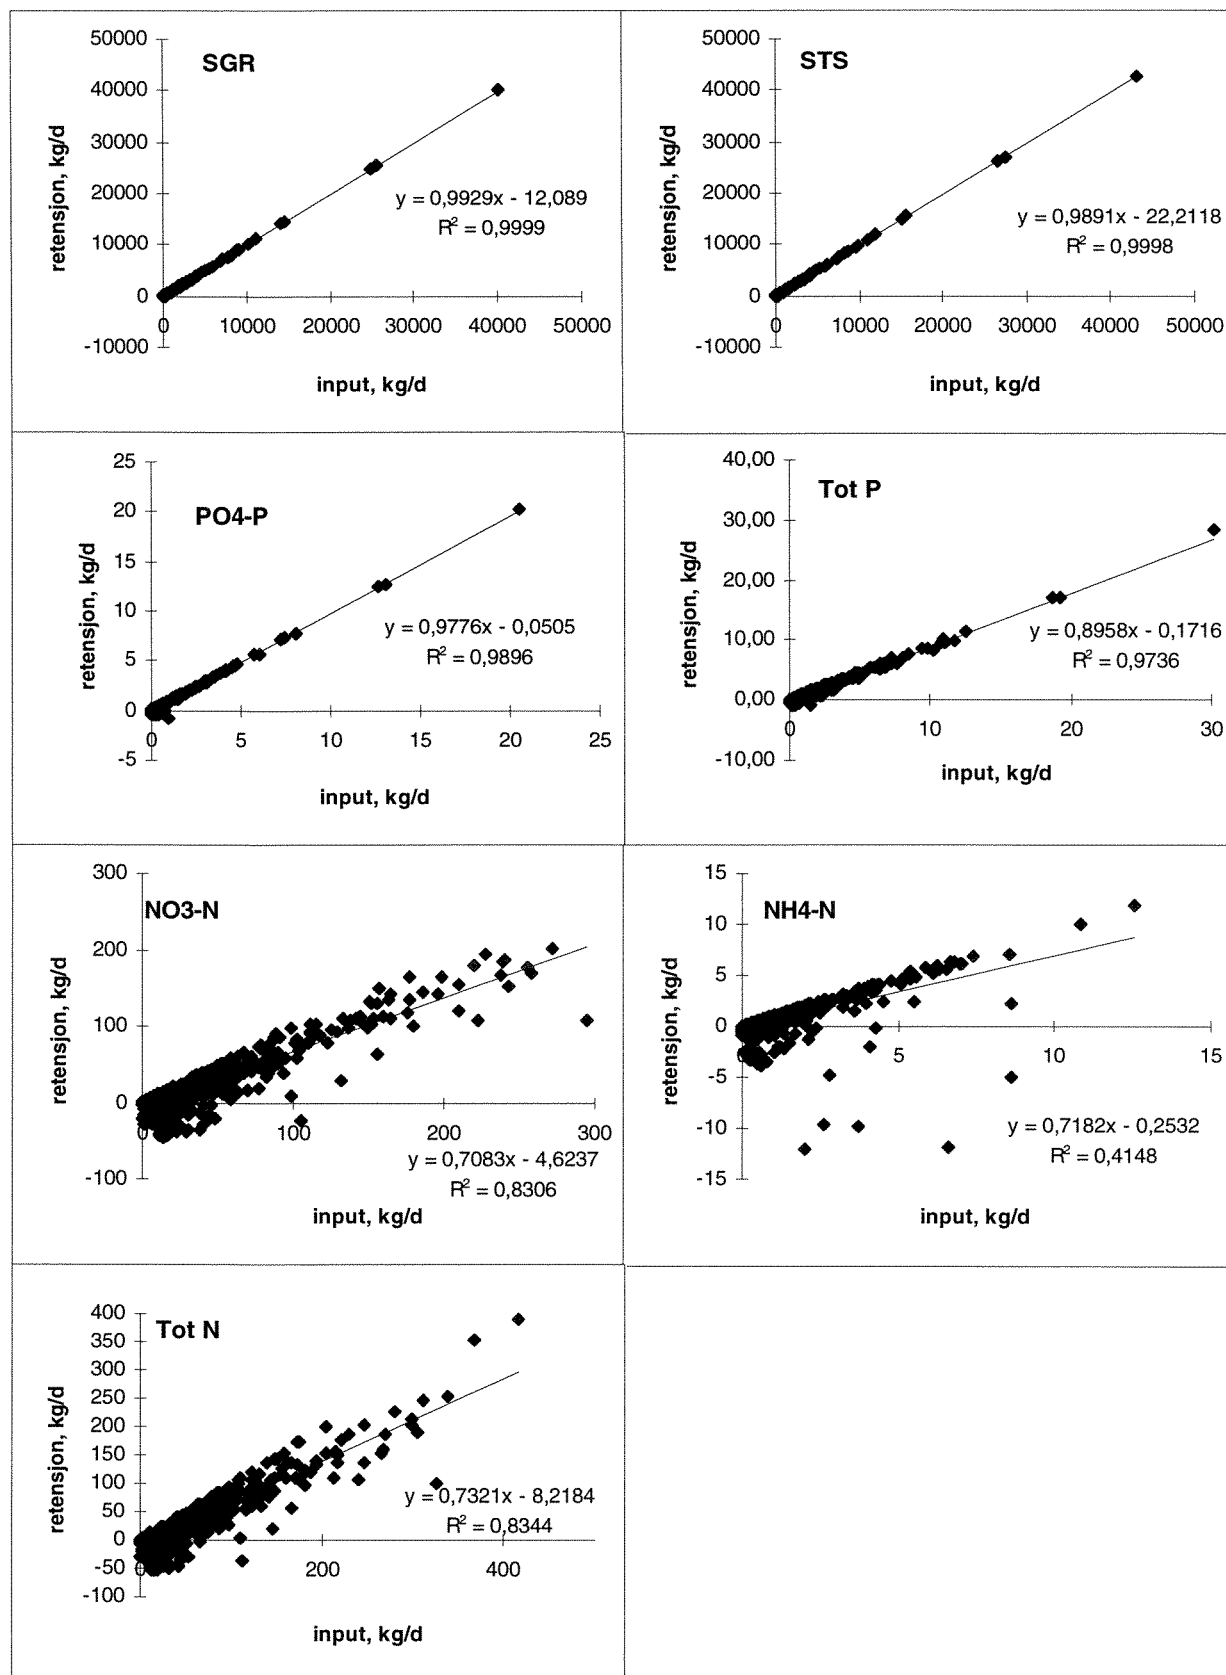 SGR
retensjon, kg/d
50000
40000
30000
20000
10000
0
-10000
0 10000 20000 30000 40000 50000
y = 0,9929x - 12,089
R² = 0,9999
input, kg/d
STS
retensjon, kg/d
50000
40000
30000
20000
10000
0
-10000
0 10000 20000 30000 40000 50000
y = 0,9891x - 22,2118
R² = 0,9998
input, kg/d
PO4-P
retensjon, kg/d
25
20
15
10
5
0
-5
0 5 10 15 20 25
y = 0,9776x - 0,0505
R² = 0,9896
input, kg/d
Tot P
retensjon, kg/d
40,00
30,00
20,00
10,00
0,00
-10,00
0 10 20 30
y = 0,8958x - 0,1716
R² = 0,9736
input, kg/d
NO3-N
retensjon, kg/d
300
200
100
0
-100
0 100 200 300
y = 0,7083x - 4,6237
R² = 0,8306
input, kg/d
NH4-N
retensjon, kg/d
15
10
5
0
-5
-10
-15
5 10 15
y = 0,7182x - 0,2532
R² = 0,4148
input, kg/d
Tot N
retensjon, kg/d
400
350
300
250
200
150
100
50
0
-50
-100
0 200 400
y = 0,7321x - 8,2184
R² = 0,8344
input, kg/d